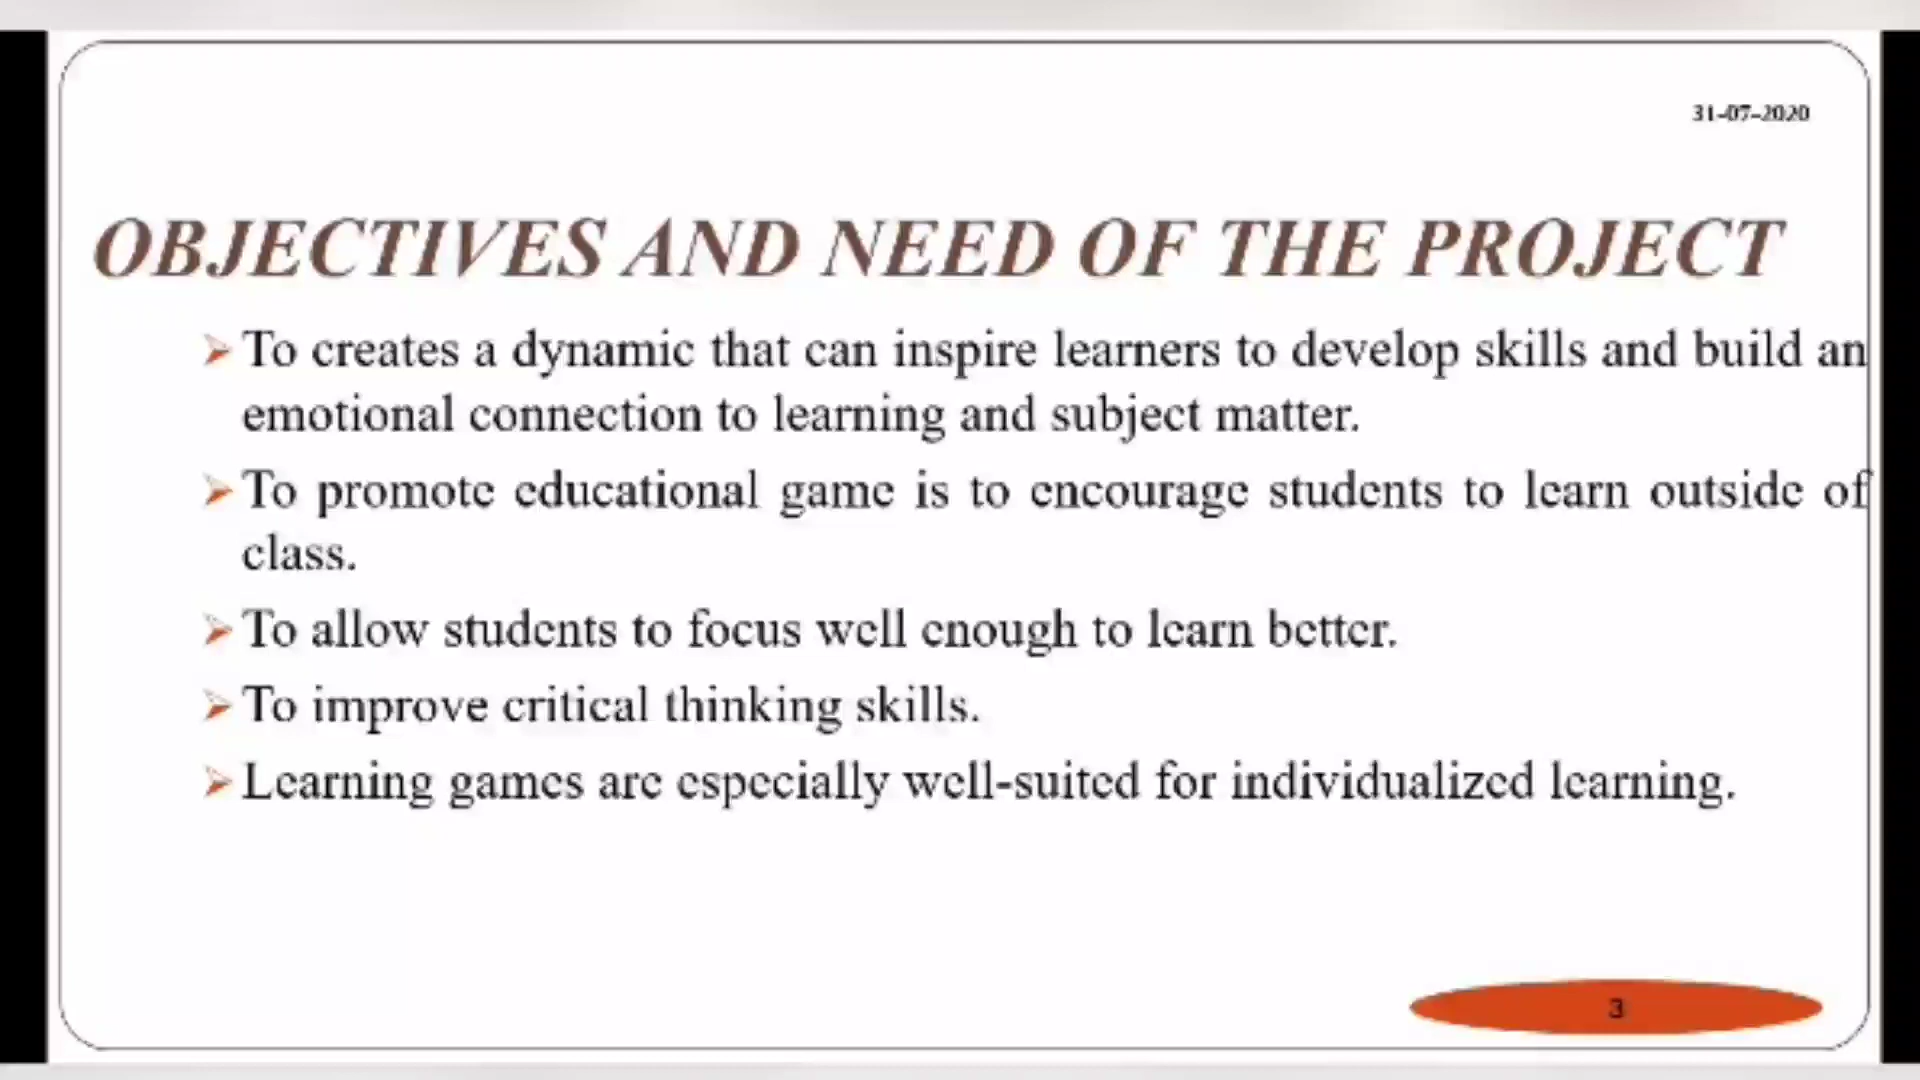 31-07-2020
OBJECTIVES AND NEED OF THE PROJECT
To creates a dynamic that can inspire learners to develop skills and build an
emotional connection to learning and subject matter.
To promote educational game is to encourage students to learn outside of
class.
To allow students to focus well enough to learn better.
To improve critical thinking skills.
Learning games are especially well-suited for individualized learning.
3